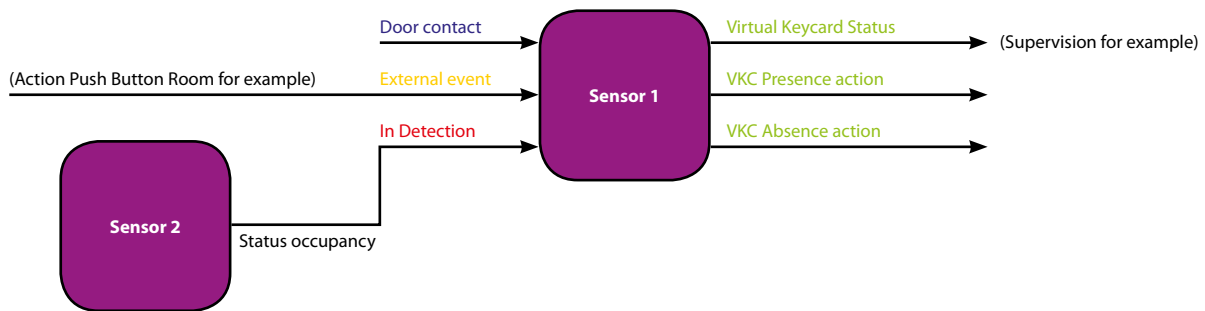 Door contact
Virtual Keycard Status
(Supervision for example)
(Action Push Button Room for example)
External event
Sensor 1
VKC Presence action
In Detection
VKC Absence action
Sensor 2
Status occupancy